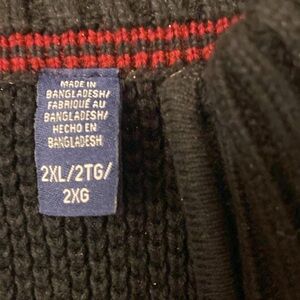 MADE IN
BANGLADESH/
FABRIQUÉ AU
BANGLADESH/
HECHO EN
BANGLADESH
2XL/2TG/
2XG